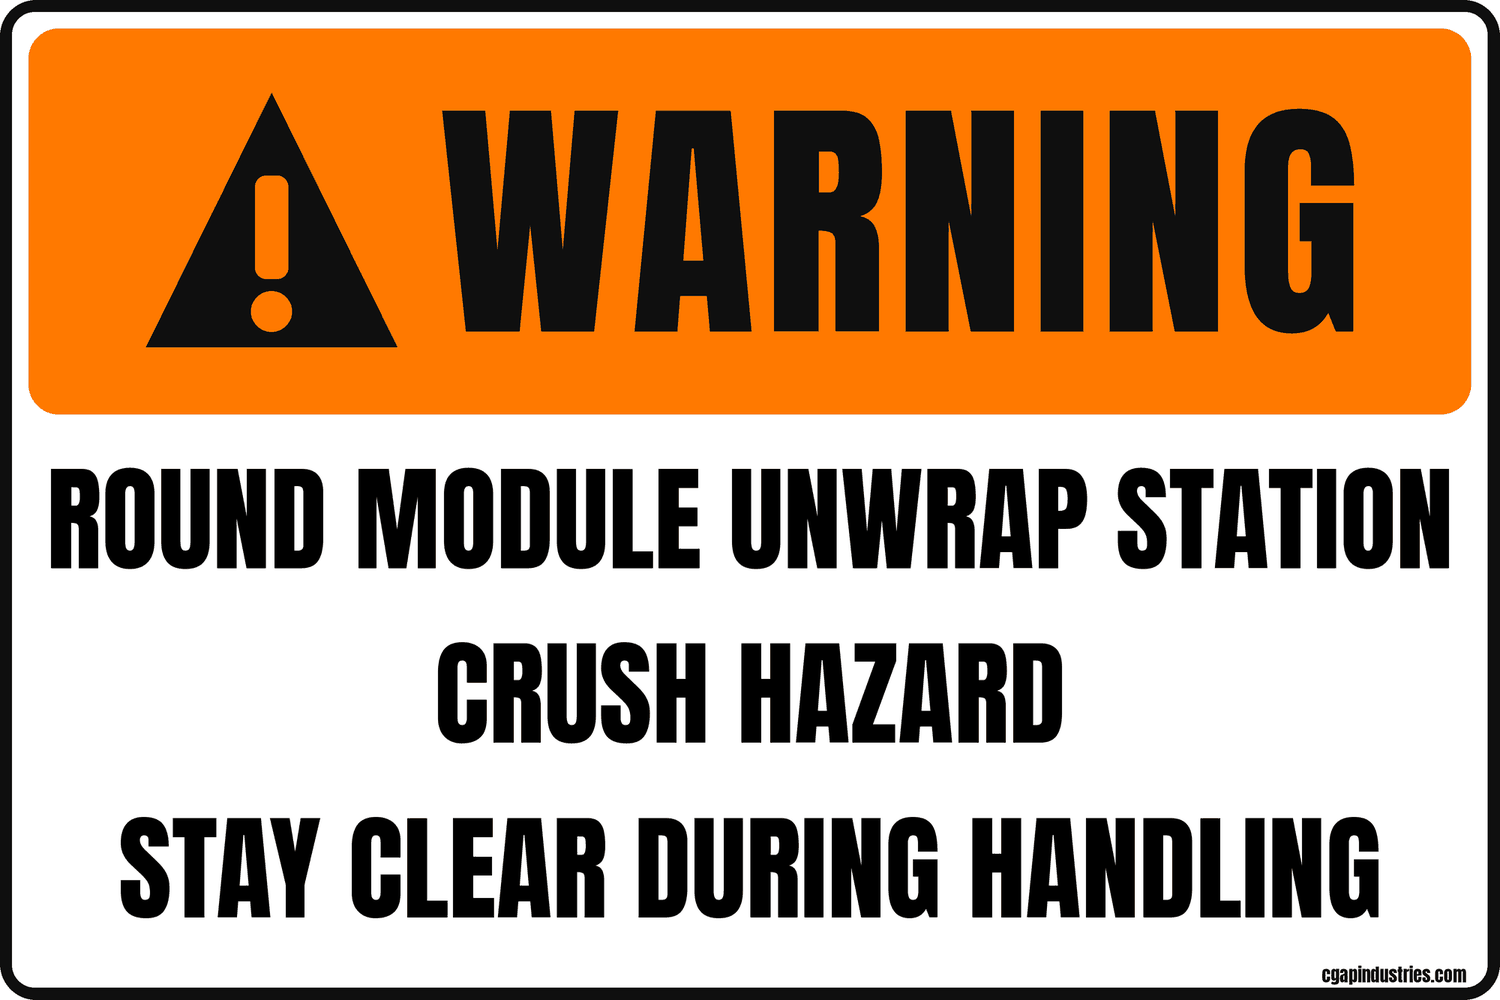 WARNING
ROUND MODULE UNWRAP STATION
CRUSH HAZARD
STAY CLEAR DURING HANDLING
cgapindustries.com